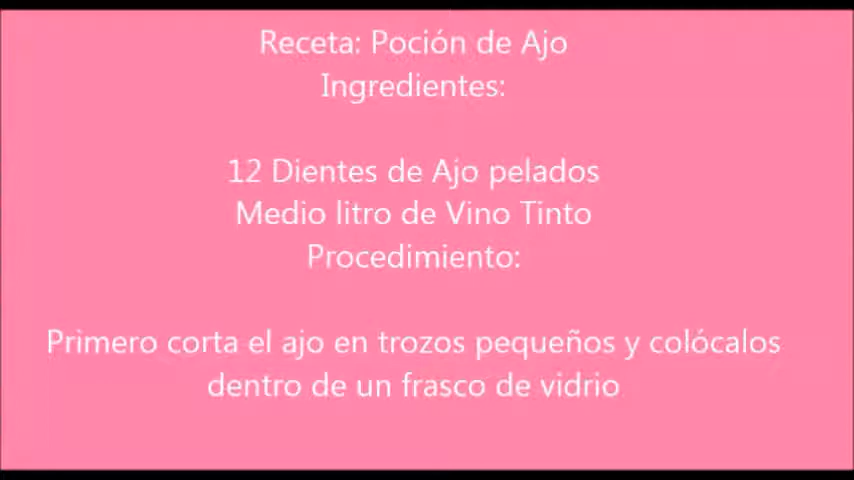 Receta: Poción de Ajo
Ingredientes:
12 Dientes de Ajo pelados
Medio litro de Vino Tinto
Procedimiento:
Primero corta el ajo en trozos pequeños y colócalos
dentro de un frasco de vidrio